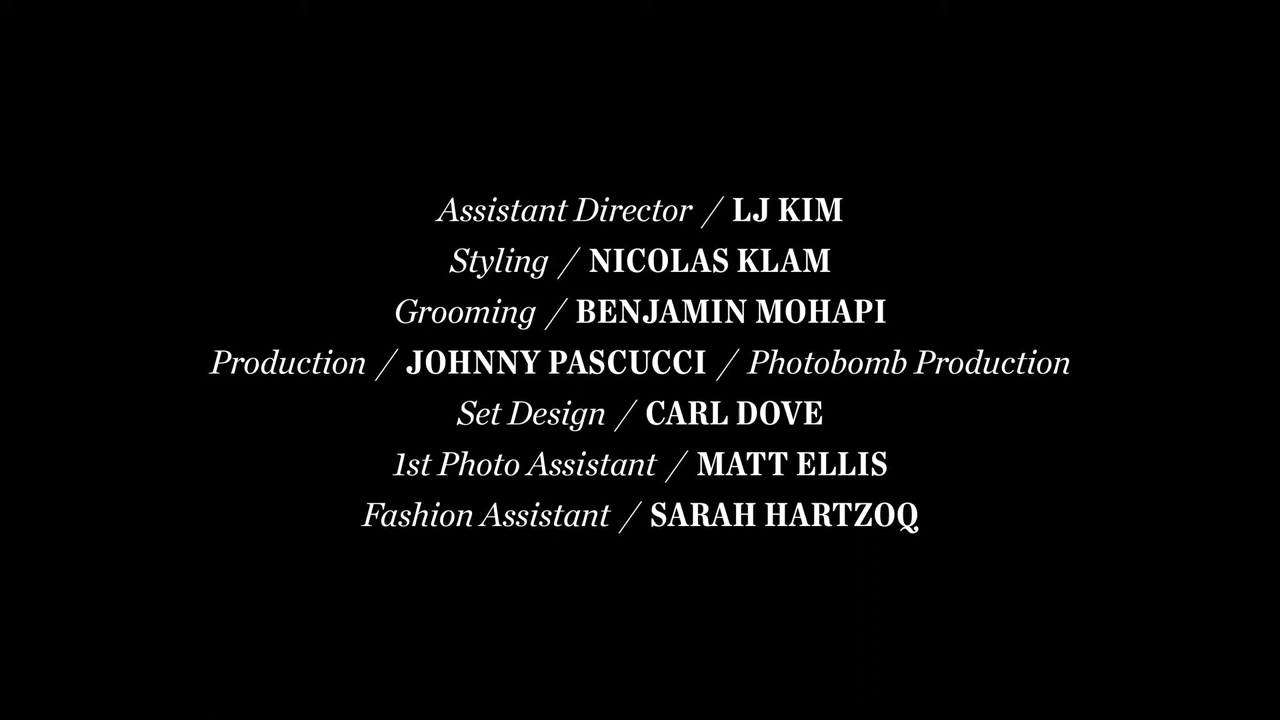 Assistant Director / LJ KIM
Styling / NICOLAS KLAM
Grooming / BENJAMIN MOHAPI
Production / JOHNNY PASCUCCI / Photobomb Production
Set Design / CARL DOVE
1st Photo Assistant / MATT ELLIS
Fashion Assistant / SARAH HARTZOQ